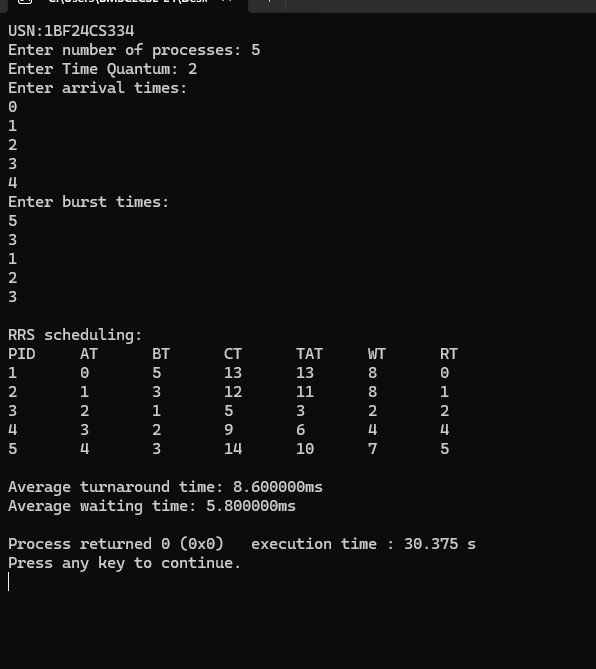 USN:1BF24CS334
Enter number of processes: 5
Enter Time Quantum: 2
Enter arrival times:
0
1
2
3
4
Enter burst times:
5
3
1
2
3
RRS scheduling:
PID AT BT CT TAT WT RT
1 0 5 13 13 8 0
2 1 3 12 11 8 1
3 2 1 5 3 2 2
4 3 2 9 6 4 4
5 4 3 14 10 7 5
Average turnaround time: 8.600000ms
Average waiting time: 5.800000ms
Process returned 0 (0x0) execution time : 30.375 s
Press any key to continue.